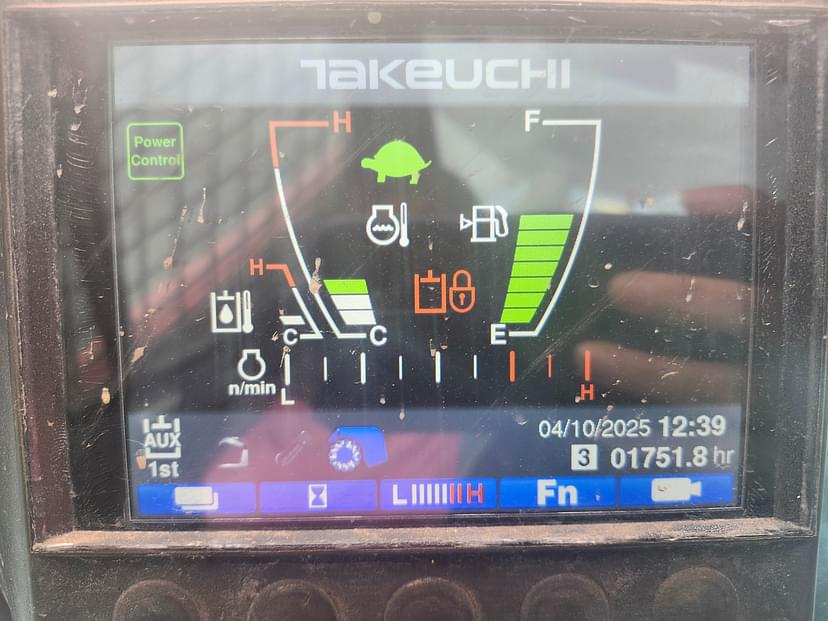 TAKEUCHI
Power
Control
H
F
H
C
C
E
n/min
L
H
AUX
1st
04/10/2025 12:39
3 01751.8 hr
L H
Fn